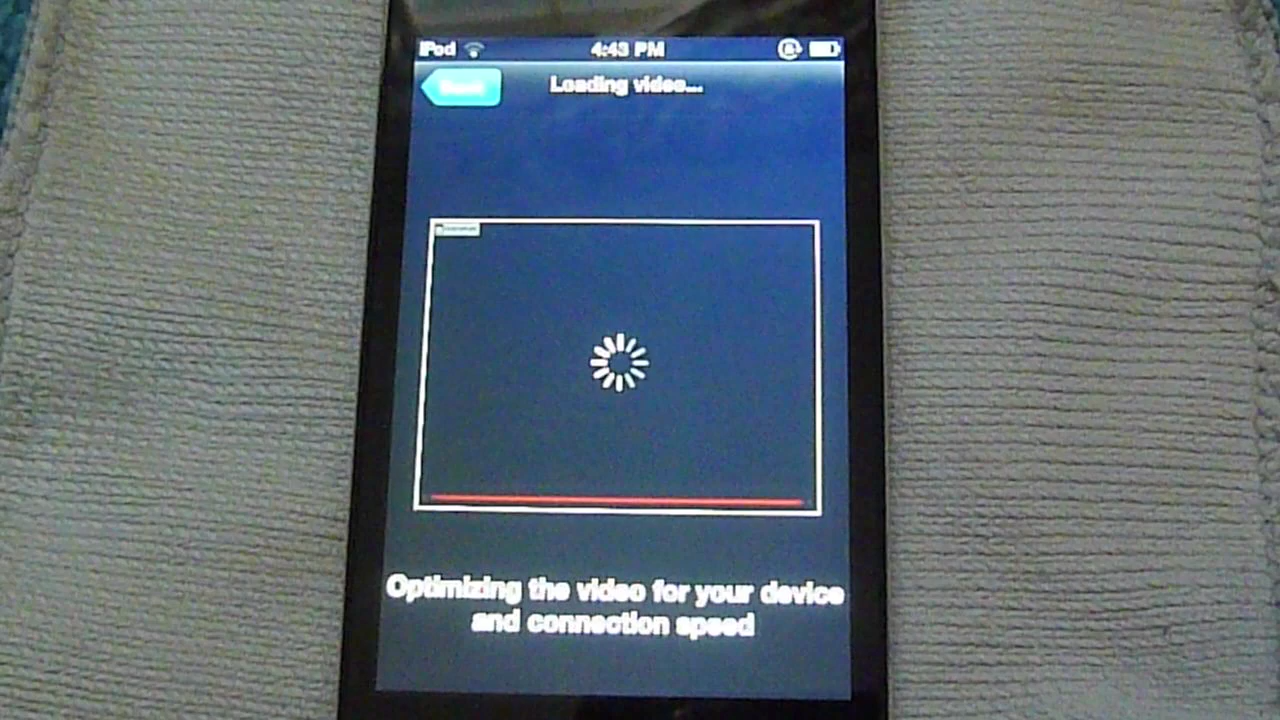 iPod 4:43 PM
Loading video...
Optimizing the video for your device
and connection speed